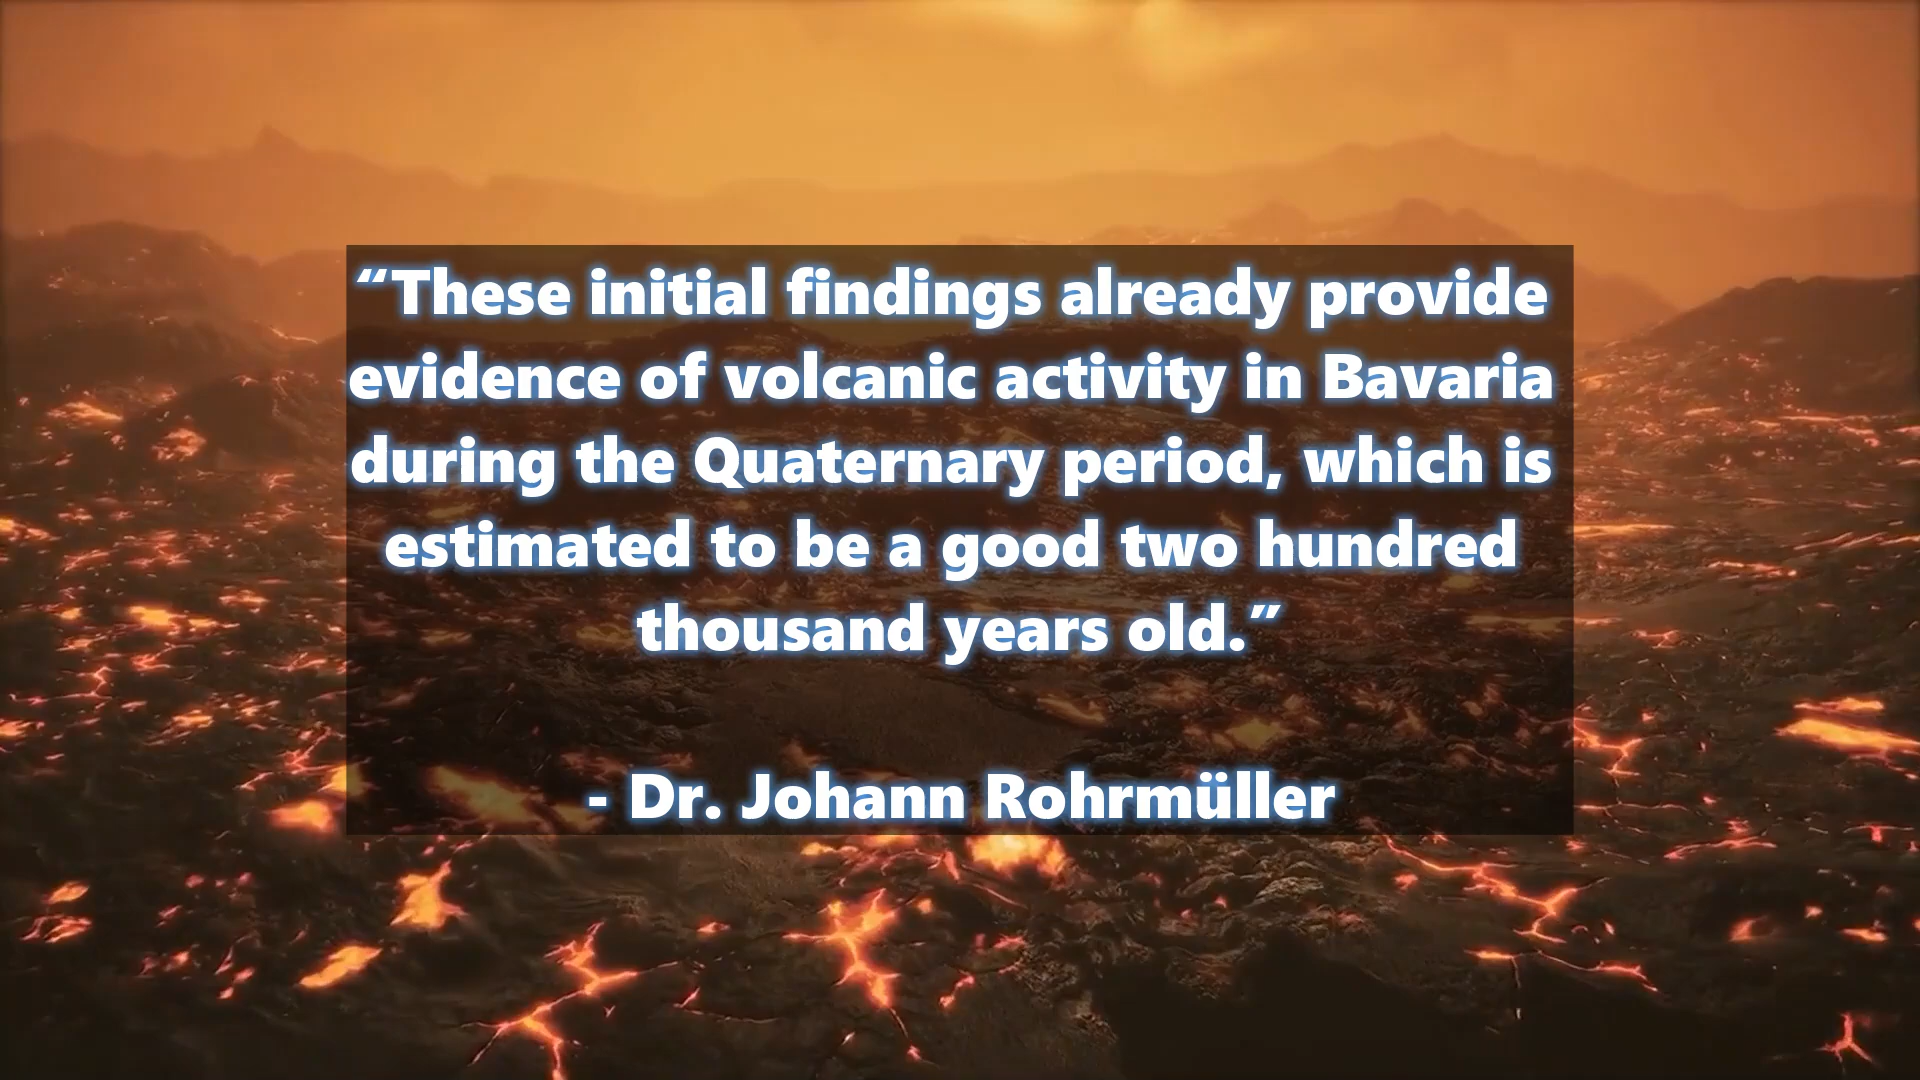 “These initial findings already provide
evidence of volcanic activity in Bavaria
during the Quaternary period, which is
estimated to be a good two hundred
thousand years old.”
- Dr. Johann Rohrmüller